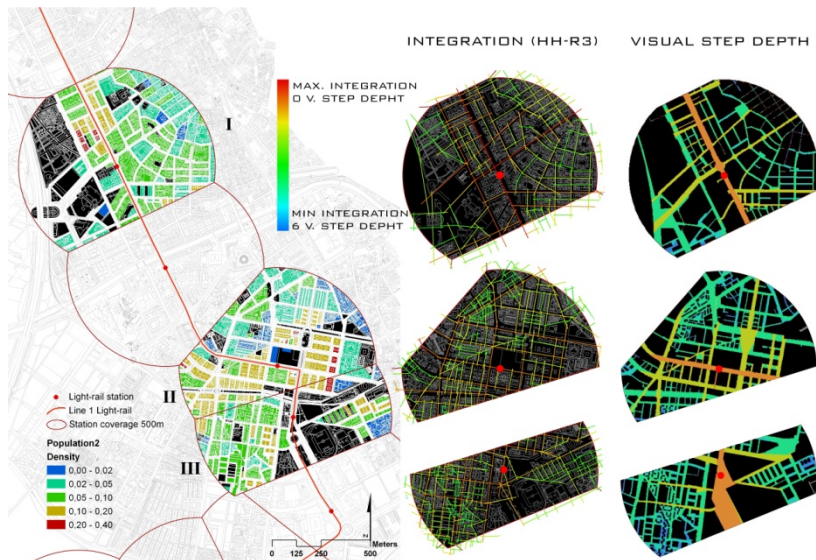 INTEGRATION (HH-R3)
VISUAL STEP DEPTH
MAX. INTEGRATION
0 V. STEP DEPHT
MIN INTEGRATION
6 V. STEP DEPHT
I
II
III
Light-rail station
Line 1 Light-rail
Station coverage 500m
Population2
Density
0,00 - 0,02
0,02 - 0,05
0,05 - 0,10
0,10 - 0,20
0,20 - 0,40
Z
Meters
0 125 250 500